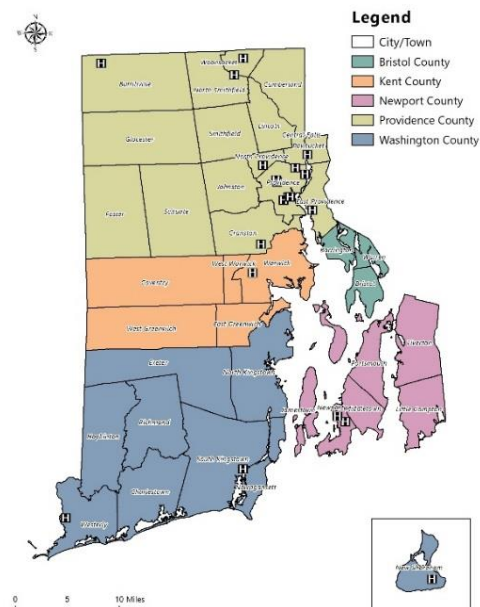 N
Legend
City/Town
Bristol County
Kent County
Newport County
Providence County
Washington County
Burrillville
Woonsocket
North Smithfield
Cumberland
Glocester
Smithfield
Lincoln
Central Falls
Pawtucket
North Providence
Johnston
Providence
East Providence
Foster
Scituate
Cranston
Barrington
Warren
Bristol
Coventry
West Warwick
Warwick
West Greenwich
East Greenwich
Exeter
North Kingstown
Portsmouth
Tiverton
Jamestown
Newport
Middletown
Little Compton
Hopkinton
Richmond
South Kingstown
Narragansett
Charlestown
Westerly
New Shoreham
H
0 5 10 Miles